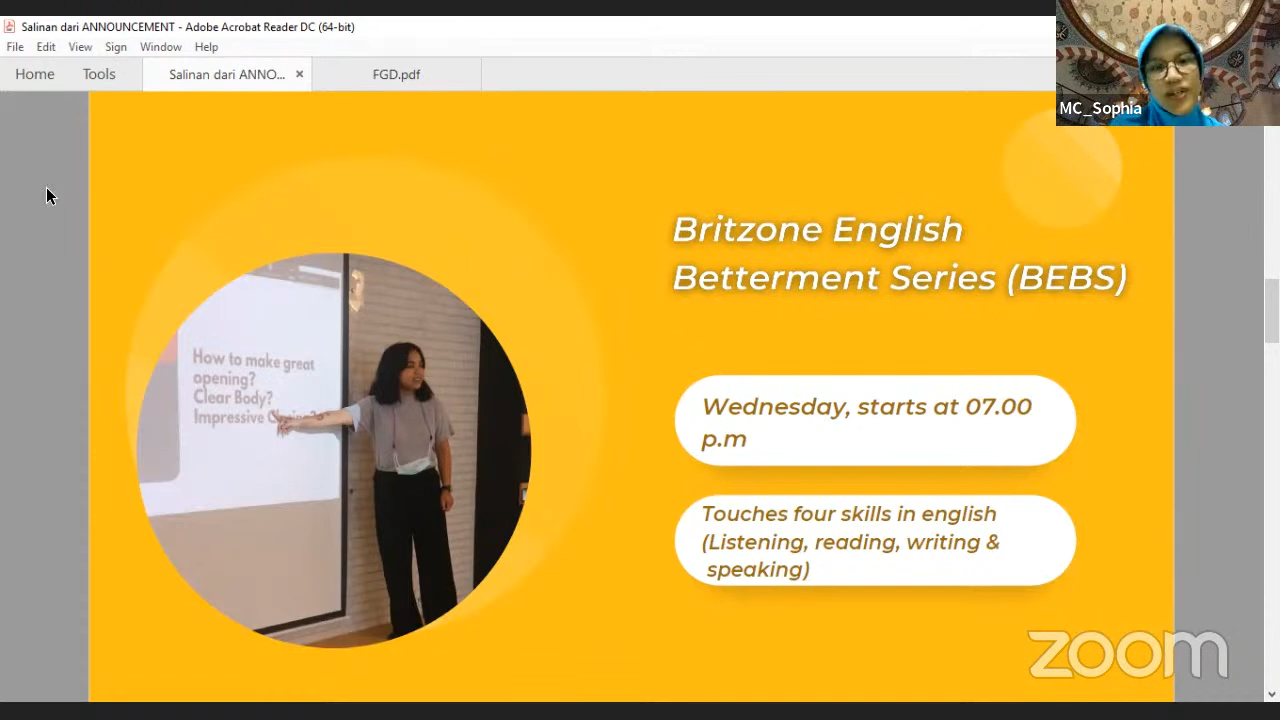 Salinan dari ANNOUNCEMENT - Adobe Acrobat Reader DC (64-bit)
File Edit View Sign Window Help
Home Tools Salinan dari ANNO... × FGD.pdf
MC_Sophia
Britzone English
Betterment Series (BEBS)
How to make great
opening?
Clear Body?
Impressive
Wednesday, starts at 07.00
p.m
Touches four skills in english
(Listening, reading, writing &
speaking)
zoom